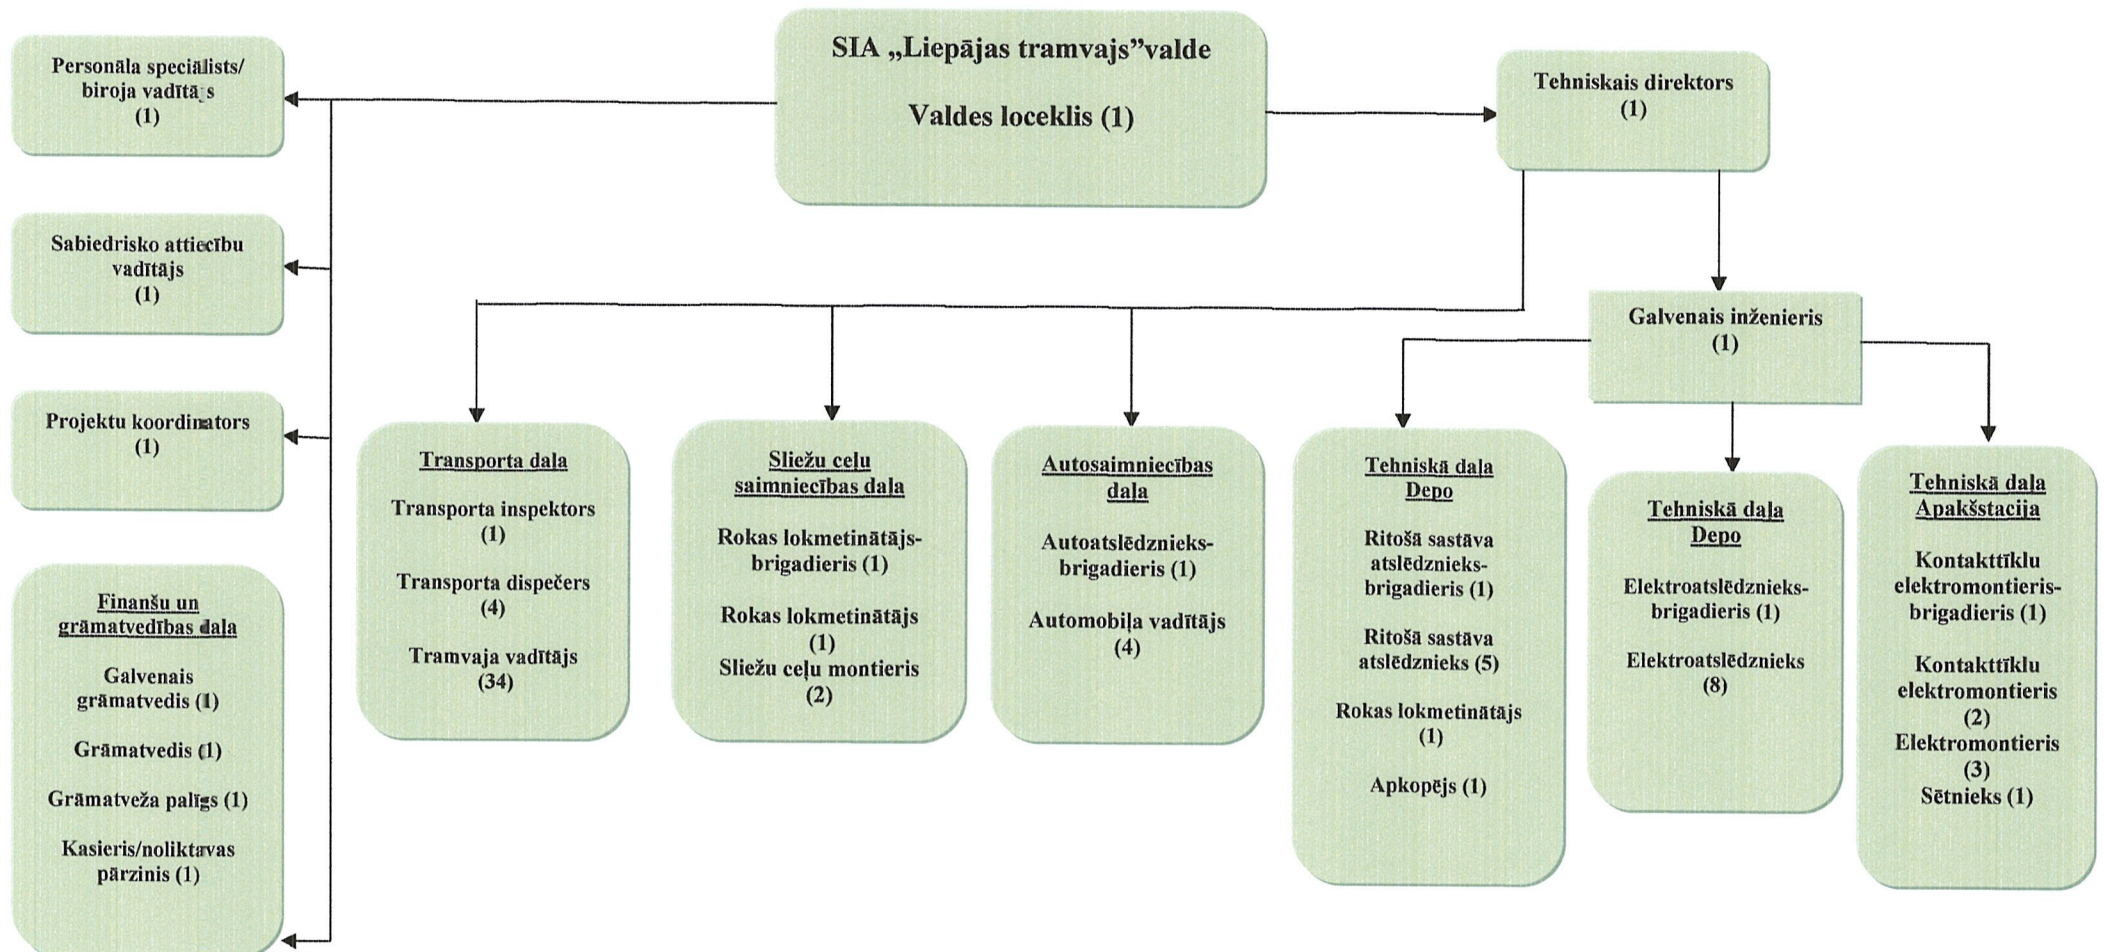 SIA „Liepājas tramvajs”valde
Valdes loceklis (1)
Personāla speciālists/
biroja vadītājs
(1)
Sabiedrisko attiecību
vadītājs
(1)
Projektu koordinators
(1)
Finanšu un
grāmatvedības daļa
Galvenais
grāmatvedis (1)
Grāmatvedis (1)
Grāmatveža palīgs (1)
Kasieris/noliktavas
pārzinis (1)
Tehniskais direktors
(1)
Galvenais inženieris
(1)
Transporta daļa
Transporta inspektors
(1)
Transporta dispečers
(4)
Tramvaja vadītājs
(34)
Sliežu ceļu
saimniecības daļa
Rokas lokmetinātājs-
brigadieris (1)
Rokas lokmetinātājs
(1)
Sliežu ceļu montieris
(2)
Autosaimniecības
daļa
Autoatslēdznieks-
brigadieris (1)
Automobiļa vadītājs
(4)
Tehniskā daļa
Depo
Ritošā sastāva
atslēdznieks-
brigadieris (1)
Ritošā sastāva
atslēdznieks (5)
Rokas lokmetinātājs
(1)
Apkopējs (1)
Tehniskā daļa
Depo
Elektroatslēdznieks-
brigadieris (1)
Elektroatslēdznieks
(8)
Tehniskā daļa
Apakšstacija
Kontakttīklu
elektromontieris-
brigadieris (1)
Kontakttīklu
elektromontieris
(2)
Elektromontieris
(3)
Sētnieks (1)